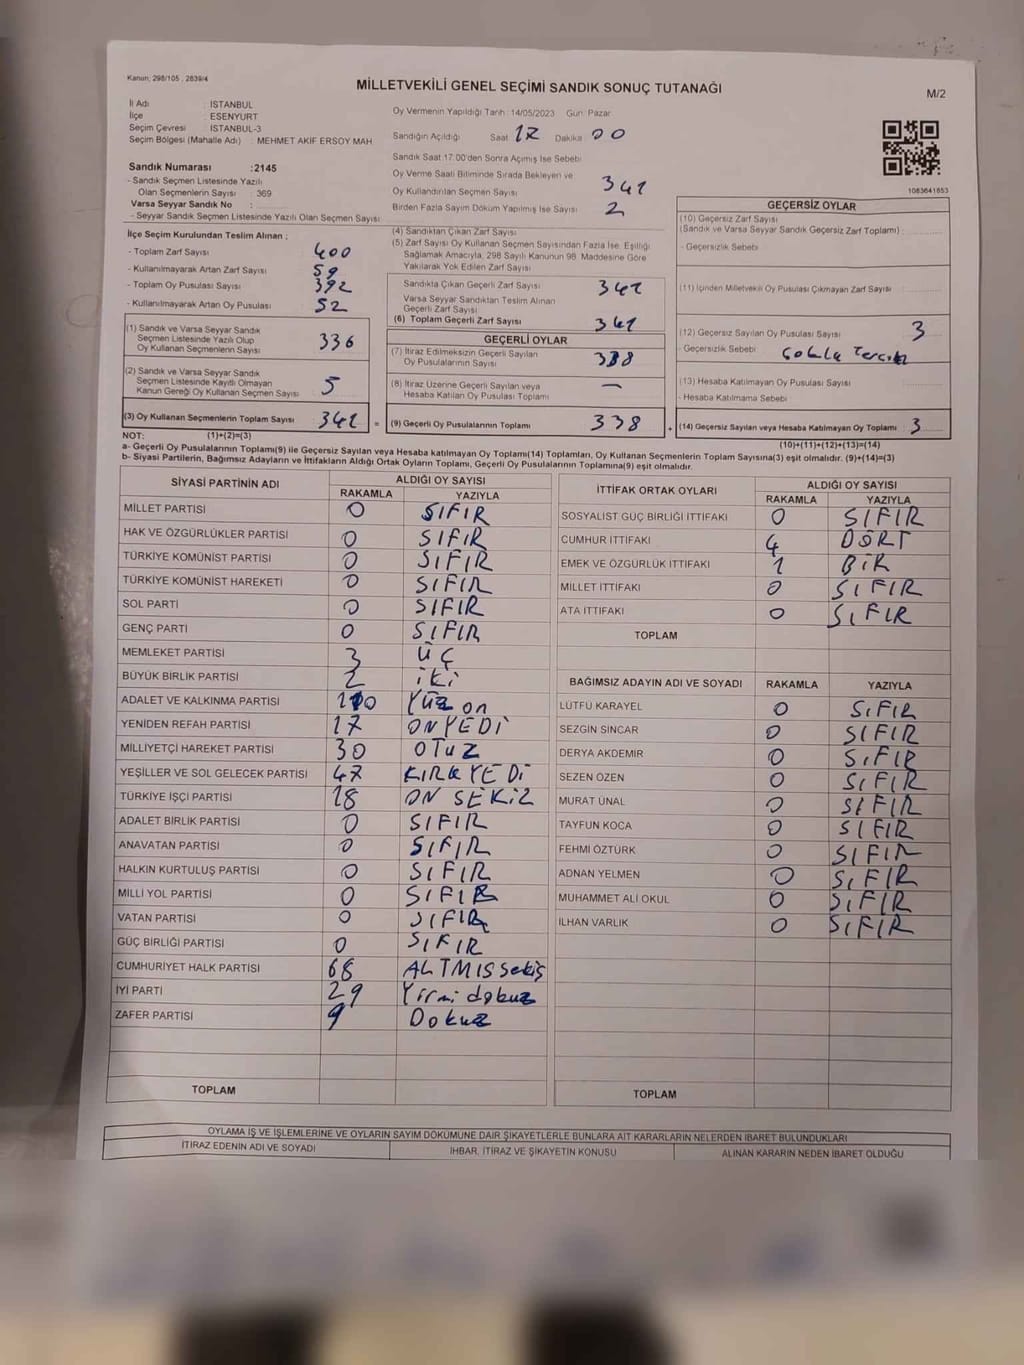 Kanun: 298/105 , 2839/4
MİLLETVEKİLİ GENEL SEÇİMİ SANDIK SONUÇ TUTANAĞI
M/2
İl Adı : İSTANBUL
İlçe : ESENYURT
Seçim Çevresi : İSTANBUL-3
Seçim Bölgesi (Mahalle Adı) : MEHMET AKİF ERSOY MAH
Oy Vermenin Yapıldığı Tarih : 14/05/2023 Gün: Pazar
Sandığın Açıldığı Saat 17 Dakika 00
Sandık Saat 17.00'den Sonra Açılmış İse Sebebi
Sandık Numarası : 2145
- Sandık Seçmen Listesinde Yazılı
Olan Seçmenlerin Sayısı : 369
Varsa Seyyar Sandık No :
- Seyyar Sandık Seçmen Listesinde Yazılı Olan Seçmen Sayısı
Oy Verme Saati Bitiminde Sırada Bekleyen ve
Oy Kullandırılan Seçmen Sayısı 341
Birden Fazla Sayım Döküm Yapılmış İse Sayısı 2
1083641853
İlçe Seçim Kurulundan Teslim Alınan ;
- Toplam Zarf Sayısı 400
- Kullanılmayarak Artan Zarf Sayısı 59
- Toplam Oy Pusulası Sayısı 392
- Kullanılmayarak Artan Oy Pusulası 52
(1) Sandık ve Varsa Seyyar Sandık
Seçmen Listesinde Yazılı Olup
Oy Kullanan Seçmenlerin Sayısı 336
(2) Sandık ve Varsa Seyyar Sandık
Seçmen Listesinde Kayıtlı Olmayan
Kanun Gereği Oy Kullanan Seçmen Sayısı 5
(3) Oy Kullanan Seçmenlerin Toplam Sayısı 341 =
(4) Sandıktan Çıkan Zarf Sayısı
(5) Zarf Sayısı Oy Kullanan Seçmen Sayısından Fazla İse, Eşitliği
Sağlamak Amacıyla, 298 Sayılı Kanunun 98. Maddesine Göre
Yakılarak Yok Edilen Zarf Sayısı
Sandıkta Çıkan Geçerli Zarf Sayısı 341
Varsa Seyyar Sandıktan Teslim Alınan
Geçerli Zarf Sayısı
(6) Toplam Geçerli Zarf Sayısı 341
GEÇERLİ OYLAR
(7) İtiraz Edilmeksizin Geçerli Sayılan
Oy Pusulalarının Sayısı 338
(8) İtiraz Üzerine Geçerli Sayılan veya
Hesaba Katılan Oy Pusulası Toplamı —
(9) Geçerli Oy Pusulalarının Toplamı 338 +
GEÇERSİZ OYLAR
(10) Geçersiz Zarf Sayısı
(Sandık ve Varsa Seyyar Sandık Geçersiz Zarf Toplamı)
- Geçersizlik Sebebi
(11) İçinden Milletvekili Oy Pusulası Çıkmayan Zarf Sayısı
(12) Geçersiz Sayılan Oy Pusulası Sayısı 3
- Geçersizlik Sebebi
(13) Hesaba Katılmayan Oy Pusulası Sayısı
- Hesaba Katılmama Sebebi
(14) Geçersiz Sayılan veya Hesaba Katılmayan Oy Toplamı 3
NOT: (1)+(2)=(3)
(10)+(11)+(12)+(13)=(14)
a- Geçerli Oy Pusulalarının Toplamı(9) ile Geçersiz Sayılan veya Hesaba Katılmayan Oy Toplamı(14) Toplamları, Oy Kullanan Seçmenlerin Toplam Sayısına(3) eşit olmalıdır. (9)+(14)=(3)
b- Siyasi Partilerin, Bağımsız Adayların ve İttifakların Aldığı Ortak Oyların Toplamı, Geçerli Oy Pusulalarının Toplamına(9) eşit olmalıdır.
SİYASİ PARTİNİN ADI ALDIĞI OY SAYISI
RAKAMLA YAZIYLA
MİLLET PARTİSİ 0 SIFIR
HAK VE ÖZGÜRLÜKLER PARTİSİ 0 SIFIR
TÜRKİYE KOMÜNİST PARTİSİ 0 SIFIR
TÜRKİYE KOMÜNİST HAREKETİ 0 SIFIR
SOL PARTİ 0 SIFIR
GENÇ PARTİ 0 SIFIR
MEMLEKET PARTİSİ 3 ÜÇ
BÜYÜK BİRLİK PARTİSİ 2 iki
ADALET VE KALKINMA PARTİSİ 110 Yüz on
YENİDEN REFAH PARTİSİ 17 ONYEDİ
MİLLİYETÇİ HAREKET PARTİSİ 30 OTUZ
YEŞİLLER VE SOL GELECEK PARTİSİ 47 KIRKYEDİ
TÜRKİYE İŞÇİ PARTİSİ 18 ON SEKİZ
ADALET BİRLİK PARTİSİ 0 SIFIR
ANAVATAN PARTİSİ 0 SIFIR
HALKIN KURTULUŞ PARTİSİ 0 SIFIR
MİLLİ YOL PARTİSİ 0 SIFIR
VATAN PARTİSİ 0 SIFIR
GÜÇ BİRLİĞİ PARTİSİ 0 SIFIR
CUMHURİYET HALK PARTİSİ 68 ALTMISsekiş
İYİ PARTİ 29 Yirmi dokuz
ZAFER PARTİSİ 9 Dokuz
TOPLAM
İTTİFAK ORTAK OYLARI ALDIĞI OY SAYISI
RAKAMLA YAZIYLA
SOSYALİST GÜÇ BİRLİĞİ İTTİFAKI 0 SIFIR
CUMHUR İTTİFAKI 4 DÖRT
EMEK VE ÖZGÜRLÜK İTTİFAKI 1 BİR
MİLLET İTTİFAKI 0 SIFIR
ATA İTTİFAKI 0 SIFIR
TOPLAM
BAĞIMSIZ ADAYIN ADI VE SOYADI RAKAMLA YAZIYLA
LÜTFÜ KARAYEL 0 SIFIR
SEZGİN SINCAR 0 SIFIR
DERYA AKDEMİR 0 SIFIR
SEZEN ÖZEN 0 SIFIR
MURAT ÜNAL 0 SIFIR
TAYFUN KOCA 0 SIFIR
FEHMİ ÖZTÜRK 0 SIFIR
ADNAN YELMEN 0 SIFIR
MUHAMMET ALİ OKUL 0 SIFIR
İLHAN VARLIK 0 SIFIR
TOPLAM
OYLAMA İŞ VE İŞLEMLERİNE VE OYLARIN SAYIM DÖKÜMÜNE DAİR ŞİKAYETLERLE BUNLARA AİT KARARLARIN NELERDEN İBARET BULUNDUKLARI
İTİRAZ EDENİN ADI VE SOYADI İHBAR, İTİRAZ VE ŞİKAYETİN KONUSU ALINAN KARARIN NEDEN İBARET OLDUĞU